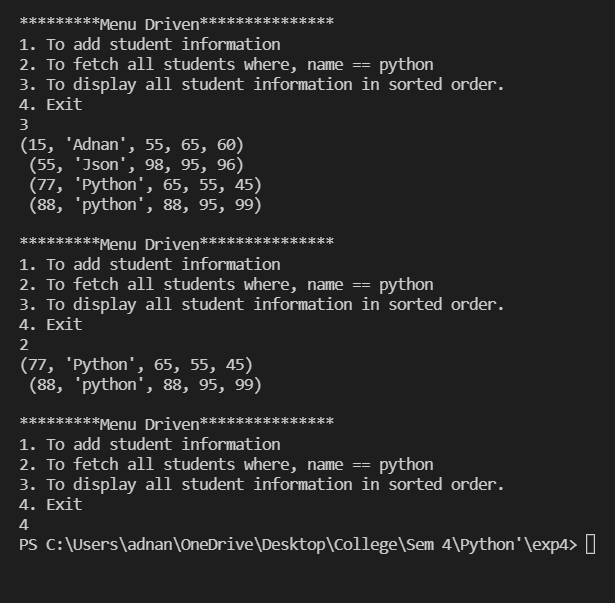 *********Menu Driven***************
1. To add student information
2. To fetch all students where, name == python
3. To display all student information in sorted order.
4. Exit
3
(15, 'Adnan', 55, 65, 60)
 (55, 'Json', 98, 95, 96)
 (77, 'Python', 65, 55, 45)
 (88, 'python', 88, 95, 99)

*********Menu Driven***************
1. To add student information
2. To fetch all students where, name == python
3. To display all student information in sorted order.
4. Exit
2
(77, 'Python', 65, 55, 45)
 (88, 'python', 88, 95, 99)

*********Menu Driven***************
1. To add student information
2. To fetch all students where, name == python
3. To display all student information in sorted order.
4. Exit
4
PS C:\Users\adnan\OneDrive\Desktop\College\Sem 4\Python'\exp4>